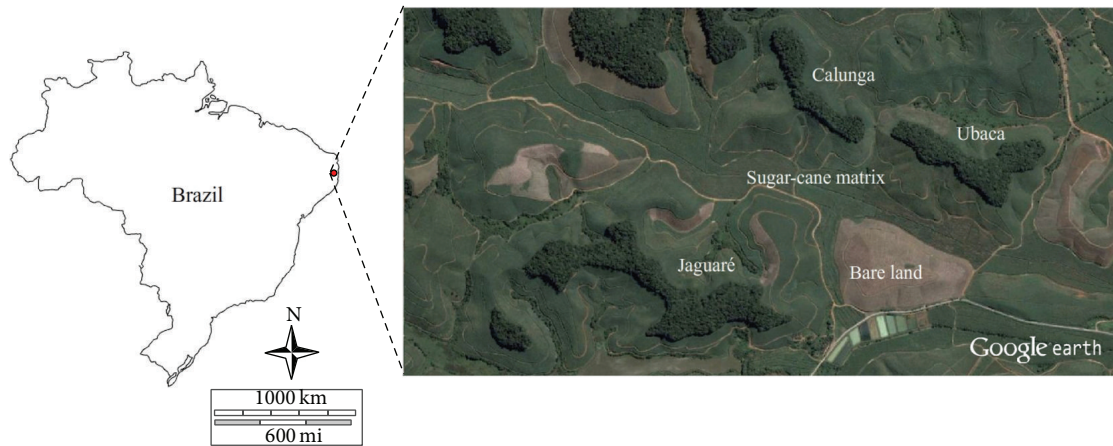 Brazil
N
1000 km
600 mi
Calunga
Ubaca
Sugar-cane matrix
Jaguaré
Bare land
Google earth